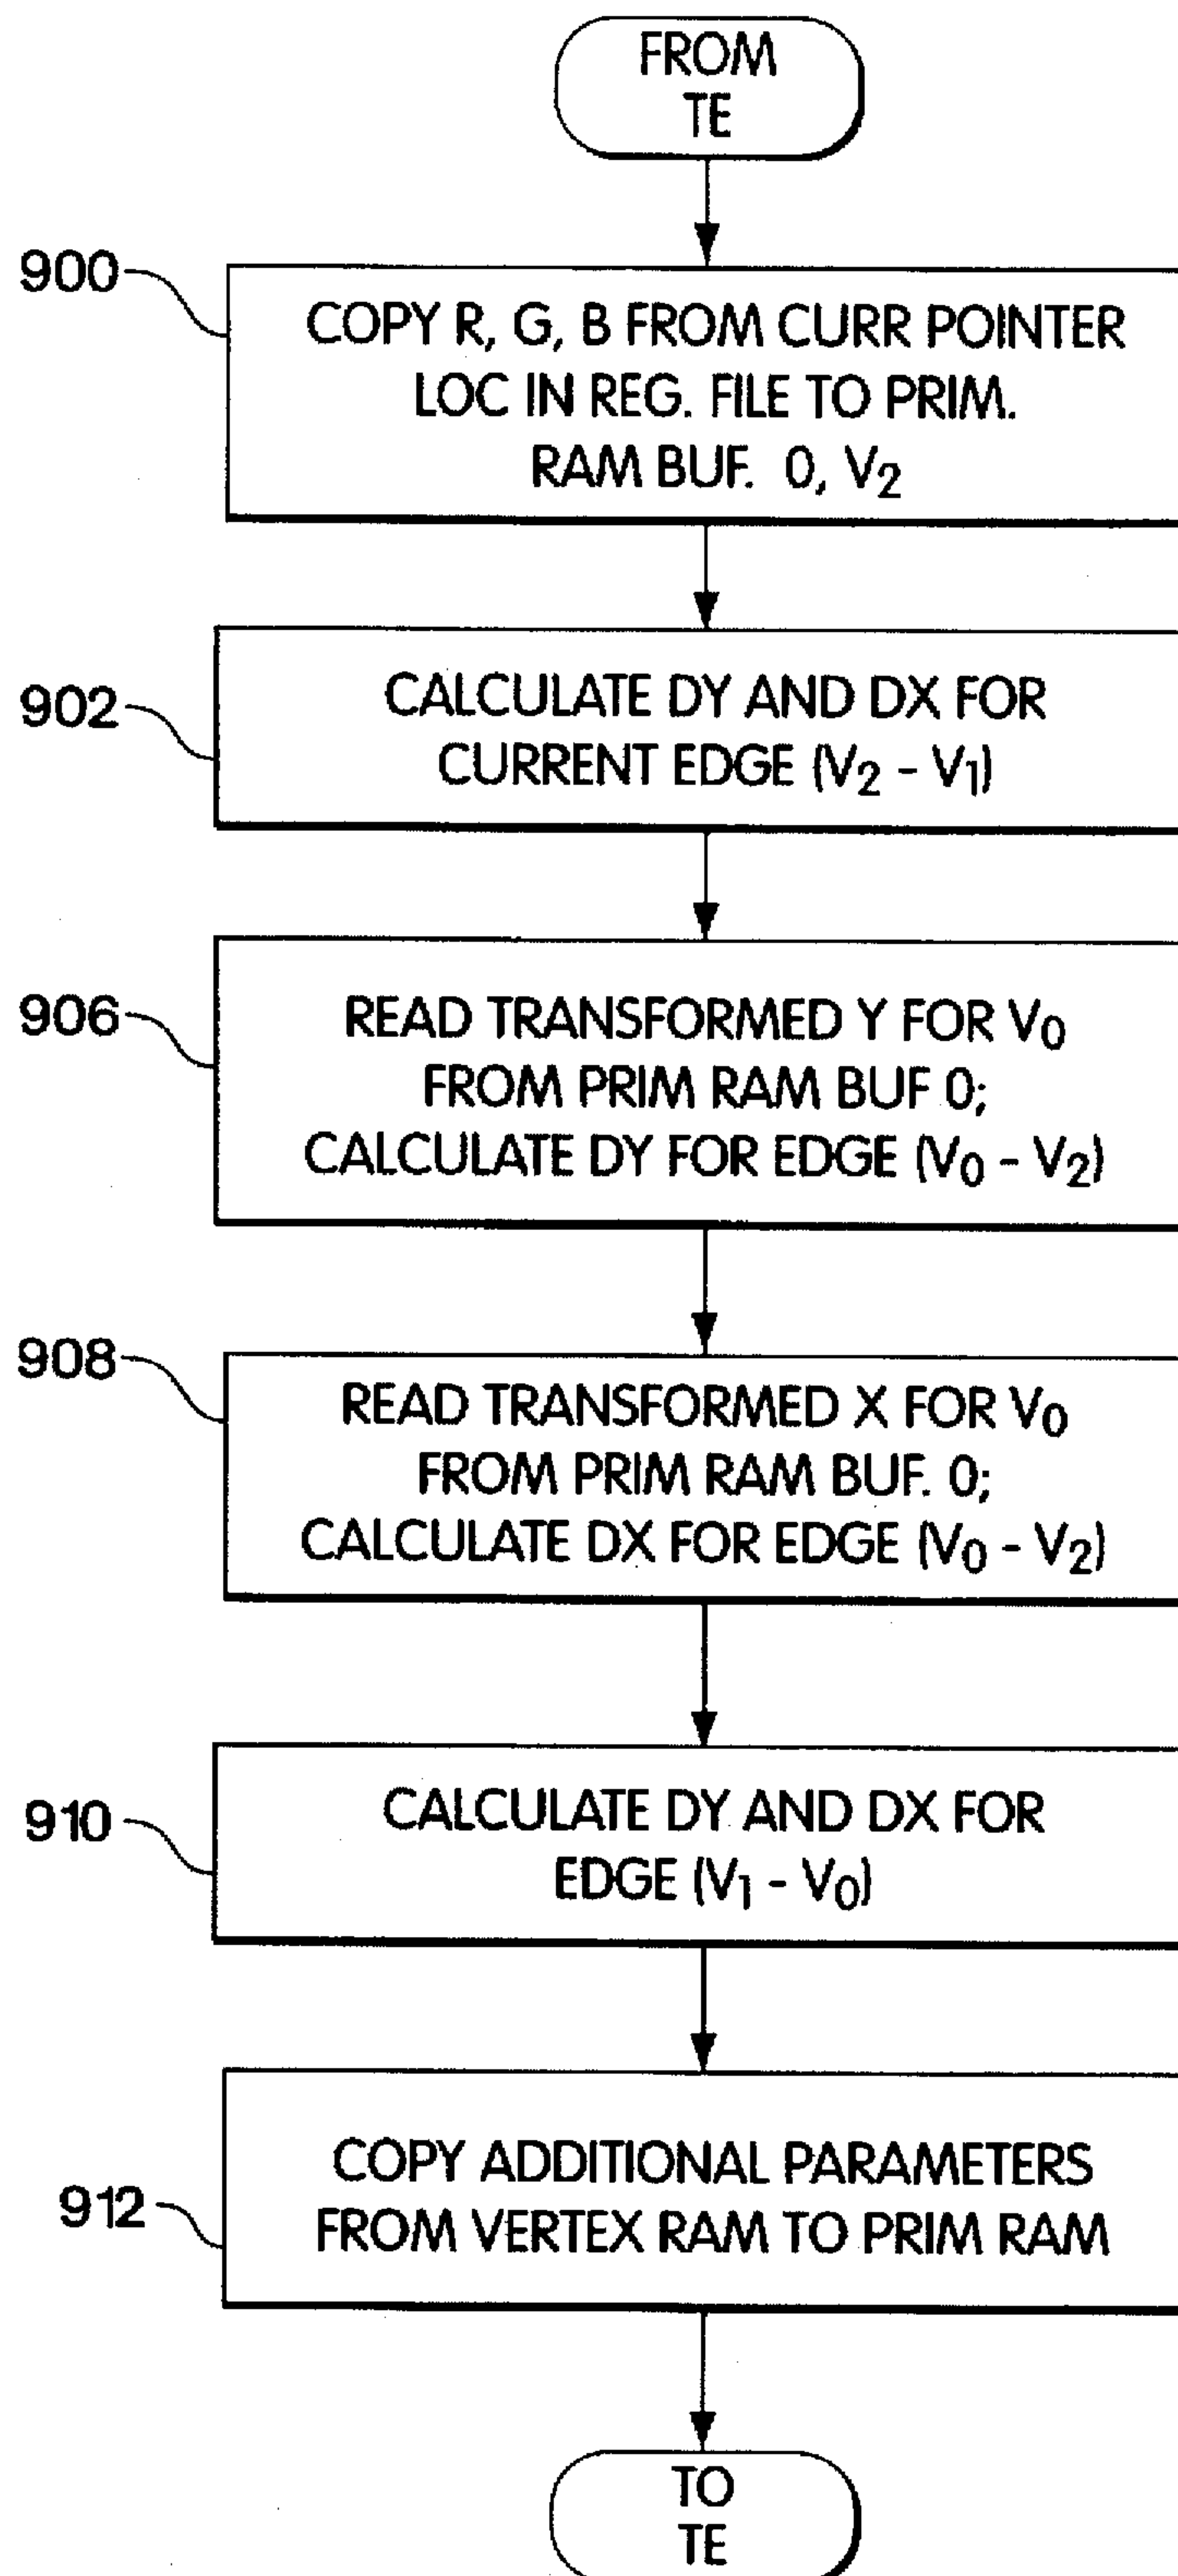 FROM
TE
900
COPY R, G, B FROM CURR POINTER
LOC IN REG. FILE TO PRIM.
RAM BUF. 0, V₂
902
CALCULATE DY AND DX FOR
CURRENT EDGE (V₂ - V₁)
906
READ TRANSFORMED Y FOR V₀
FROM PRIM RAM BUF 0;
CALCULATE DY FOR EDGE (V₀ - V₂)
908
READ TRANSFORMED X FOR V₀
FROM PRIM RAM BUF. 0;
CALCULATE DX FOR EDGE (V₀ - V₂)
910
CALCULATE DY AND DX FOR
EDGE (V₁ - V₀)
912
COPY ADDITIONAL PARAMETERS
FROM VERTEX RAM TO PRIM RAM
TO
TE